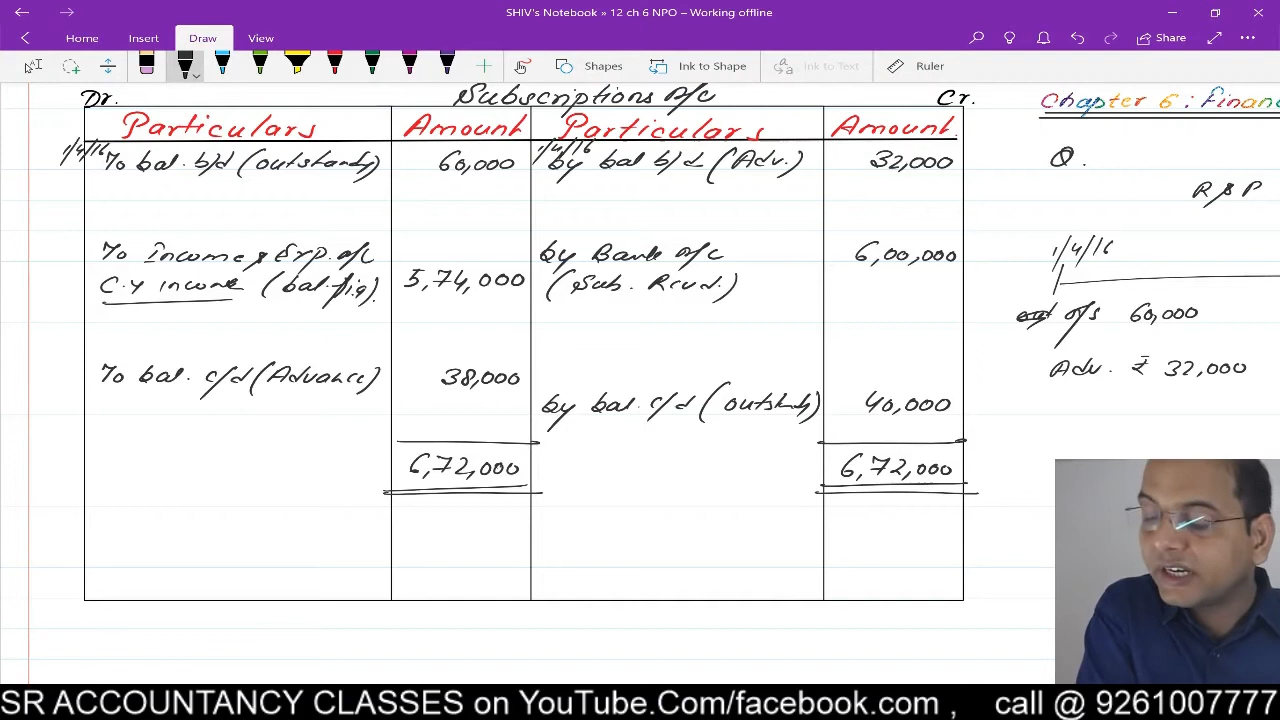 SHIV's Notebook » 12 ch 6 NPO – Working offline
Home Insert Draw View
Share
Shapes Ink to Shape Ink to Text Ruler
Dr. Subscriptions A/c Cr.
Particulars Amount Particulars Amount
1/4/16 To bal. b/d (outstandg) 60,000 1/4/16 by bal b/d (Adv.) 32,000
To Income & Exp. A/c by Bank A/c 6,00,000
C.Y income (bal. fig). 5,74,000 (Sub. Recvd.)
To bal. c/d (Advance) 38,000
by bal. c/d (outstandg) 40,000
6,72,000 6,72,000
Chapter 6 : Finan
Q.
R & P
1/4/16
o/s 60,000
Adv. ₹ 32,000
SR ACCOUNTANCY CLASSES on YouTube.Com/facebook.com , call @ 9261007777